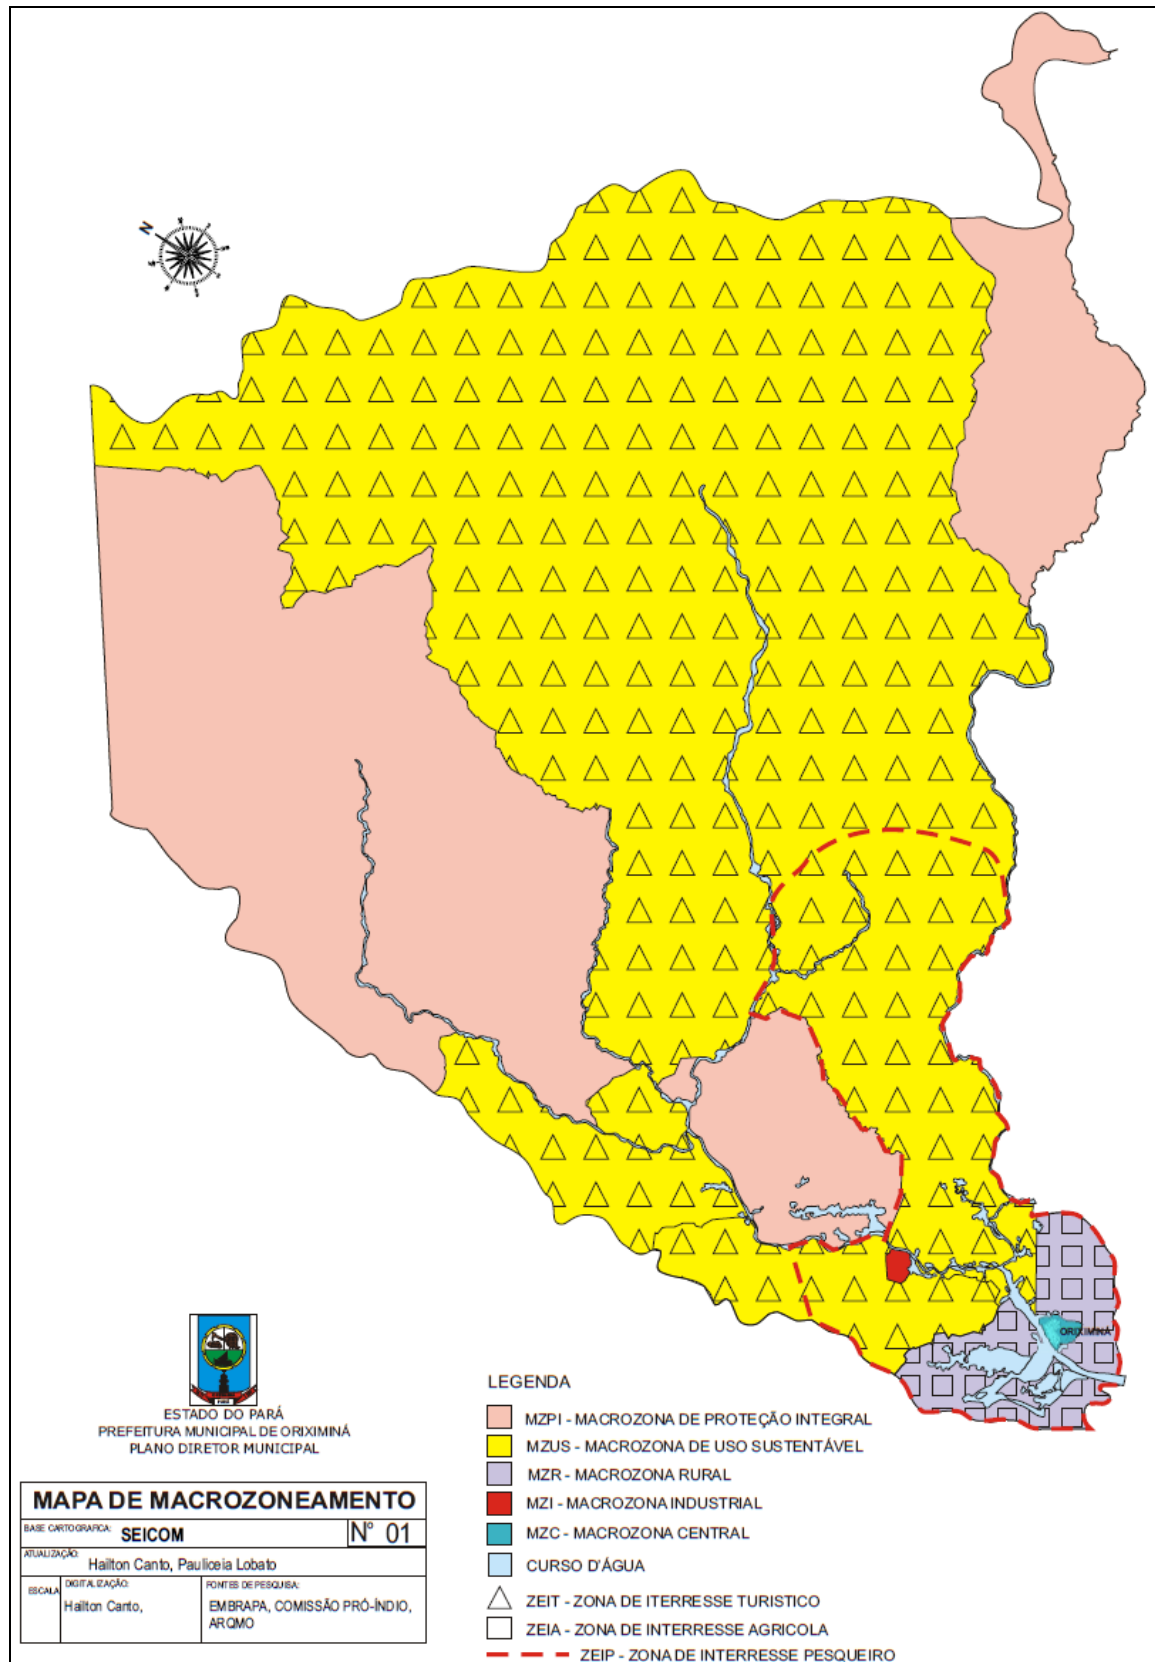 N
ORIXIMINÁ
ESTADO DO PARÁ
PREFEITURA MUNICIPAL DE ORIXIMINÁ
PLANO DIRETOR MUNICIPAL
MAPA DE MACROZONEAMENTO
BASE CARTOGRAFICA: SEICOM
N° 01
ATUALIZAÇÃO:
Hailton Canto, Pauliceia Lobato
ESCALA
DIGITALIZAÇÃO:
Hailton Canto,
FONTES DE PESQUISA:
EMBRAPA, COMISSÃO PRÓ-ÍNDIO,
ARQMO
LEGENDA
MZPI - MACROZONA DE PROTEÇÃO INTEGRAL
MZUS - MACROZONA DE USO SUSTENTÁVEL
MZR - MACROZONA RURAL
MZI - MACROZONA INDUSTRIAL
MZC - MACROZONA CENTRAL
CURSO D'ÁGUA
ZEIT - ZONA DE ITERRESSE TURISTICO
ZEIA - ZONA DE INTERRESSE AGRICOLA
ZEIP - ZONA DE INTERRESSE PESQUEIRO